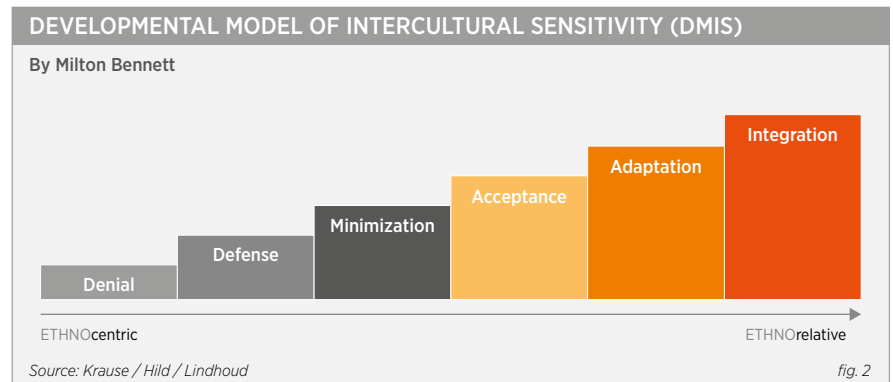 DEVELOPMENTAL MODEL OF INTERCULTURAL SENSITIVITY (DMIS)
By Milton Bennett
Integration
Adaptation
Acceptance
Minimization
Defense
Denial
ETHNOcentric
ETHNOrelative
Source: Krause / Hild / Lindhoud
fig. 2